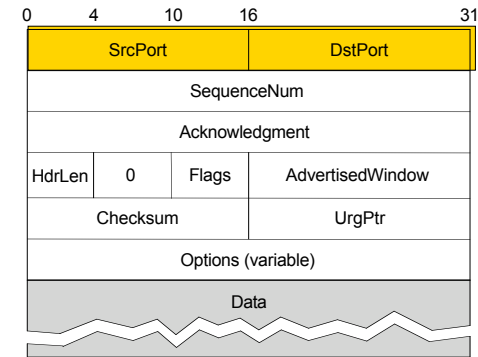 0 4 10 16 31
SrcPort DstPort
SequenceNum
Acknowledgment
HdrLen 0 Flags AdvertisedWindow
Checksum UrgPtr
Options (variable)
Data